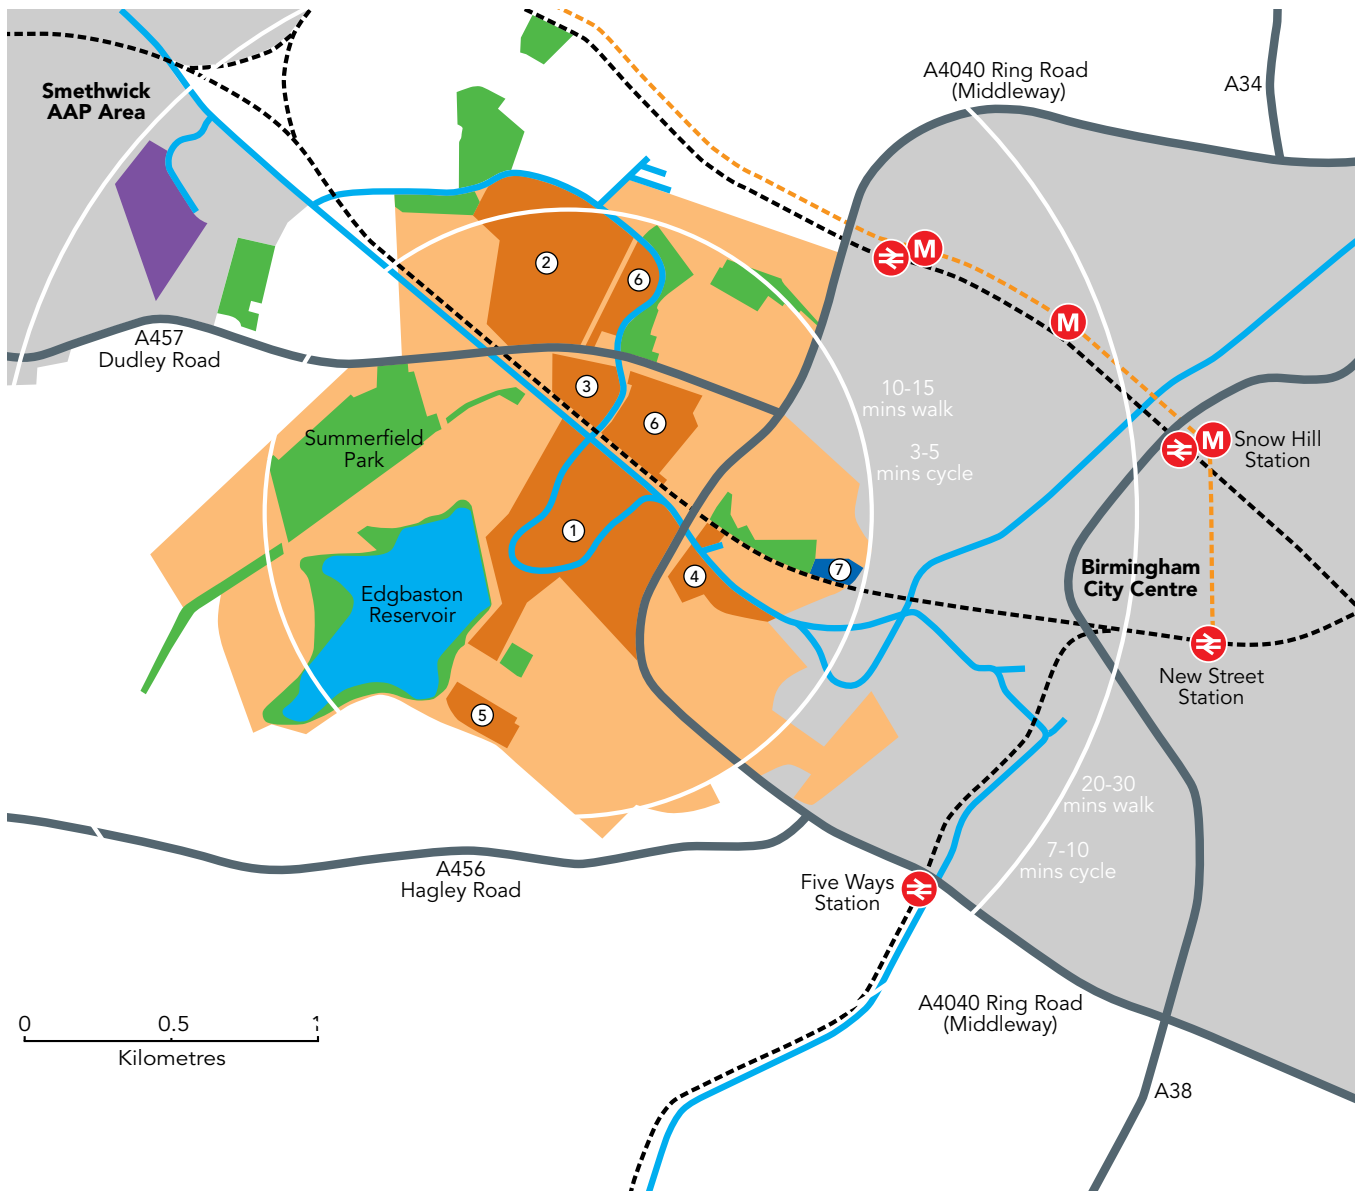 A4040 Ring Road
(Middleway)
A34
Smethwick
AAP Area
M
2
6
M
A457
Dudley Road
3
10-15
mins walk
6
Summerfield
Park
M
Snow Hill
Station
3-5
mins cycle
1
7
4
Birmingham
City Centre
Edgbaston
Reservoir
New Street
Station
5
20-30
mins walk
7-10
mins cycle
A456
Hagley Road
Five Ways
Station
A4040 Ring Road
(Middleway)
0 0.5 1
Kilometres
A38